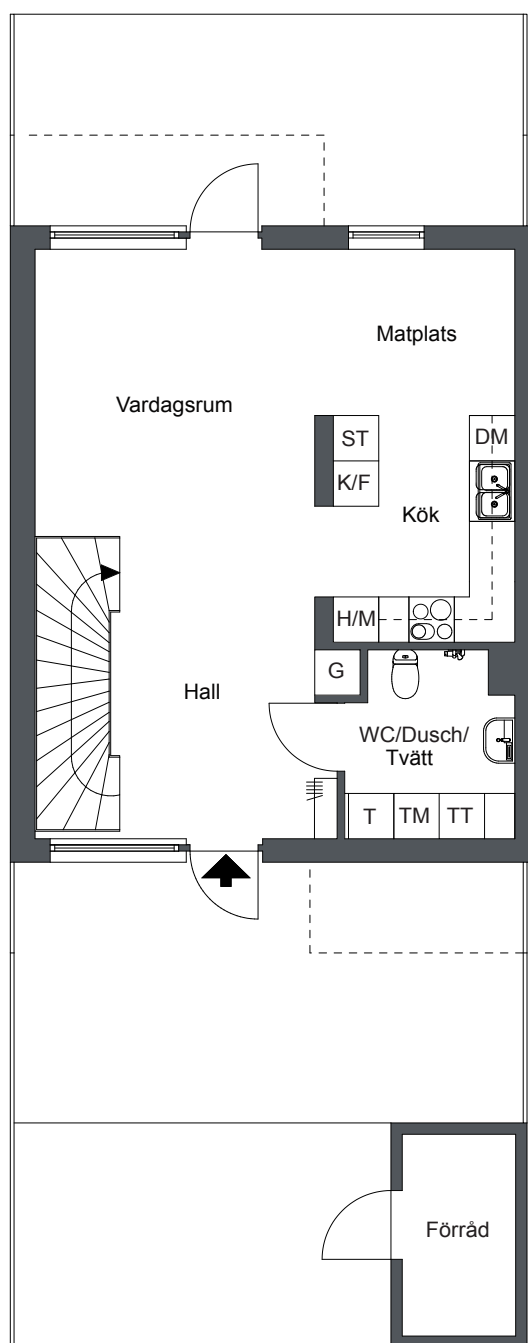 Matplats
Vardagsrum
ST
DM
K/F
Kök
H/M
G
Hall
WC/Dusch/
Tvätt
T
TM
TT
Förråd